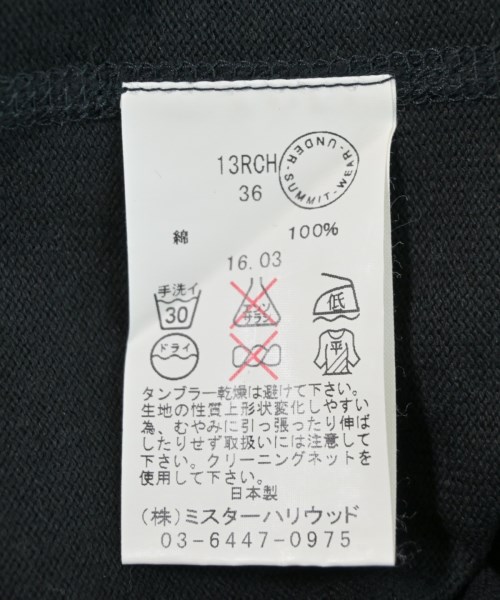 13RCH
36
UNDER-SUMMIT-WEAR-
綿 100%
16.03
手洗イ
30
エンソ
サラシ
低
ドライ
平
タンブラー乾燥は避けて下さい。
生地の性質上形状変化しやすい
為、むやみに引っ張ったり伸ば
したりせず取扱いには注意して
下さい。クリーニングネットを
使用して下さい。
日本製
(株)ミスターハリウッド
03-6447-0975